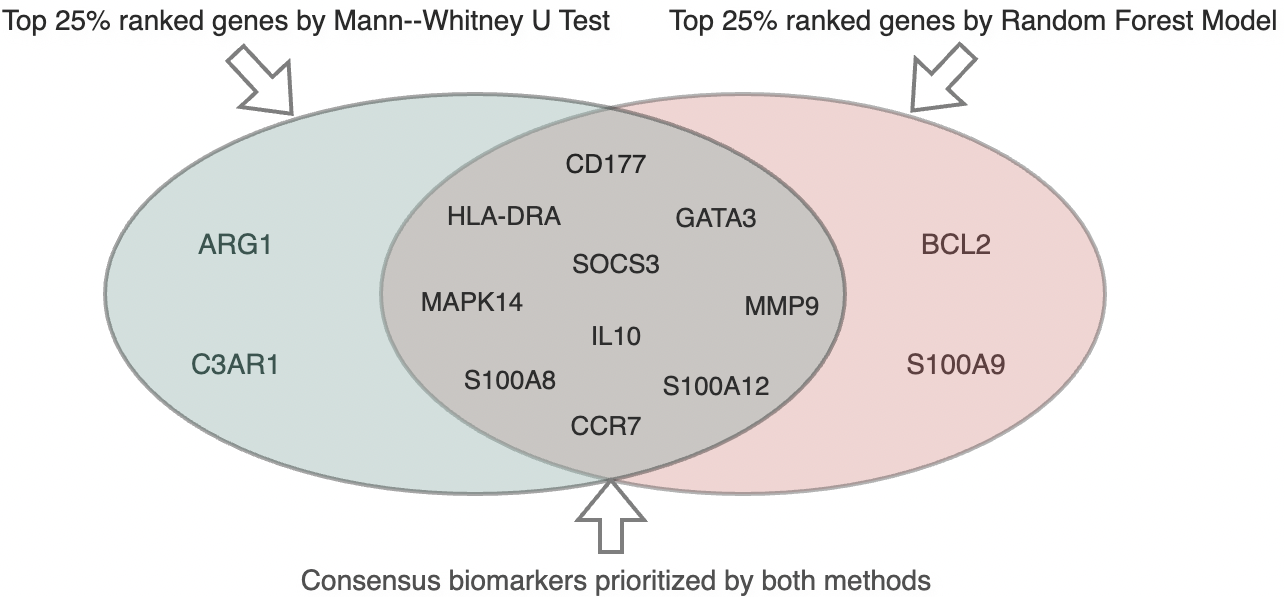 Top 25% ranked genes by Mann--Whitney U Test
Top 25% ranked genes by Random Forest Model
CD177
HLA-DRA
GATA3
ARG1
BCL2
SOCS3
MAPK14
MMP9
IL10
C3AR1
S100A9
S100A8
S100A12
CCR7
Consensus biomarkers prioritized by both methods